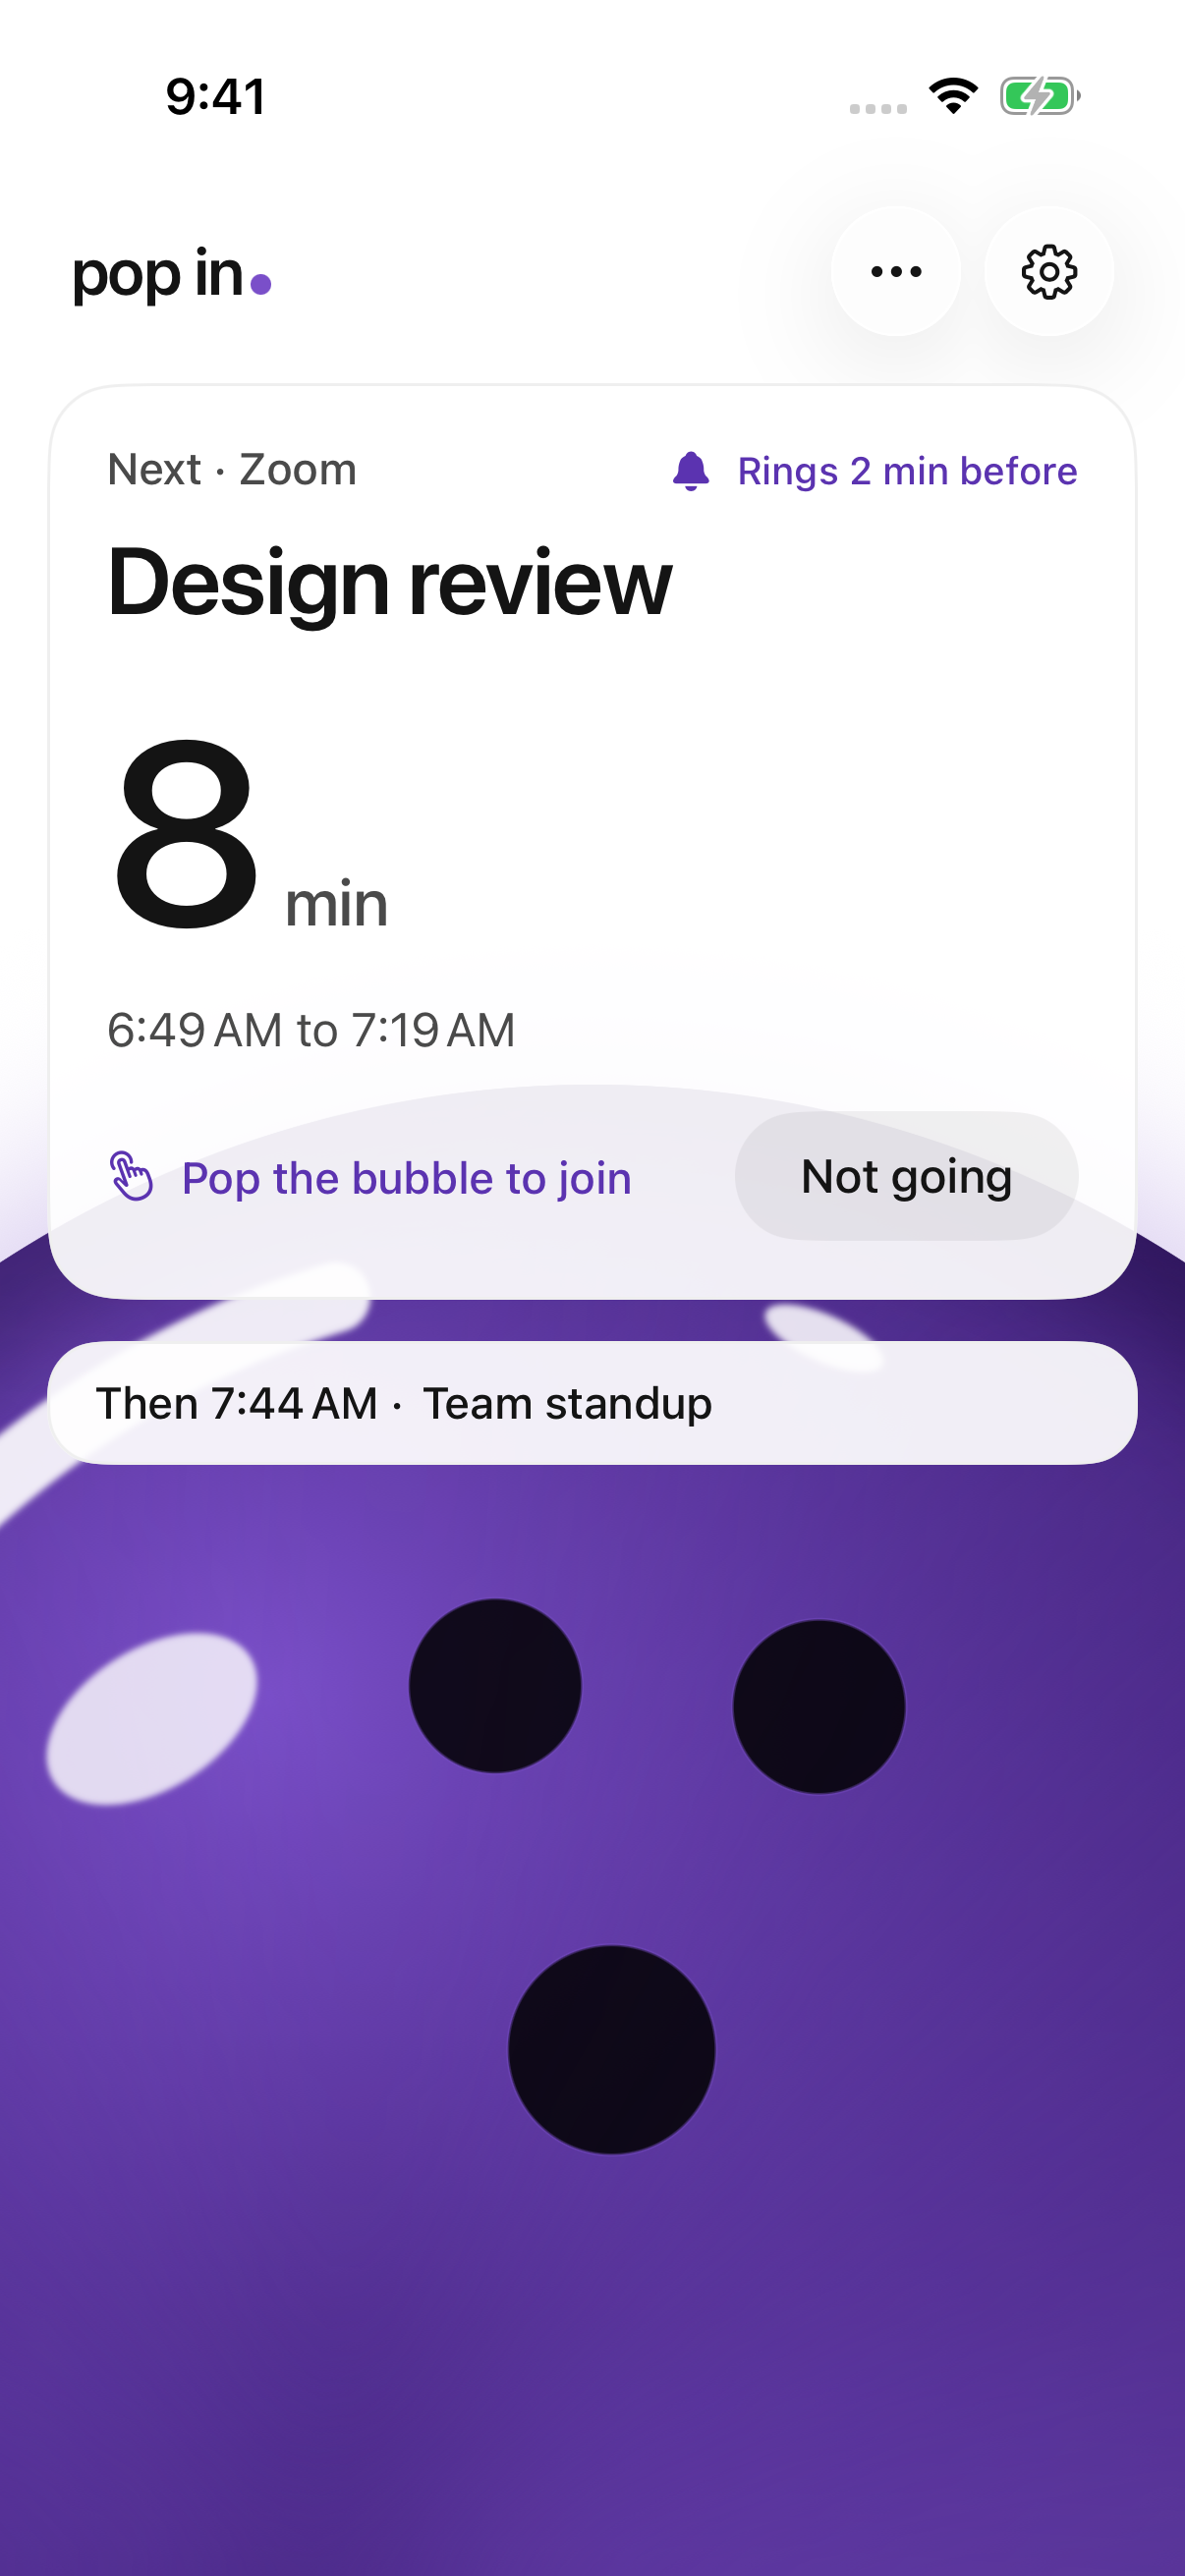 9:41
pop in
Next · Zoom
Rings 2 min before
Design review
8 min
6:49 AM to 7:19 AM
Pop the bubble to join
Not going
Then 7:44 AM · Team standup